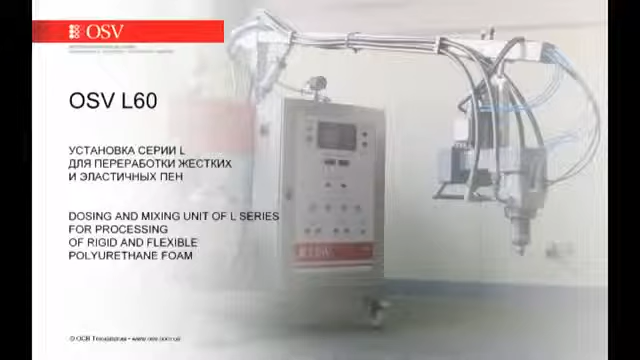 OSV
OSV L60
УСТАНОВКА СЕРИИ L
ДЛЯ ПЕРЕРАБОТКИ ЖЕСТКИХ
И ЭЛАСТИЧНЫХ ПЕН
DOSING AND MIXING UNIT OF L SERIES
FOR PROCESSING
OF RIGID AND FLEXIBLE
POLYURETHANE FOAM
OSV